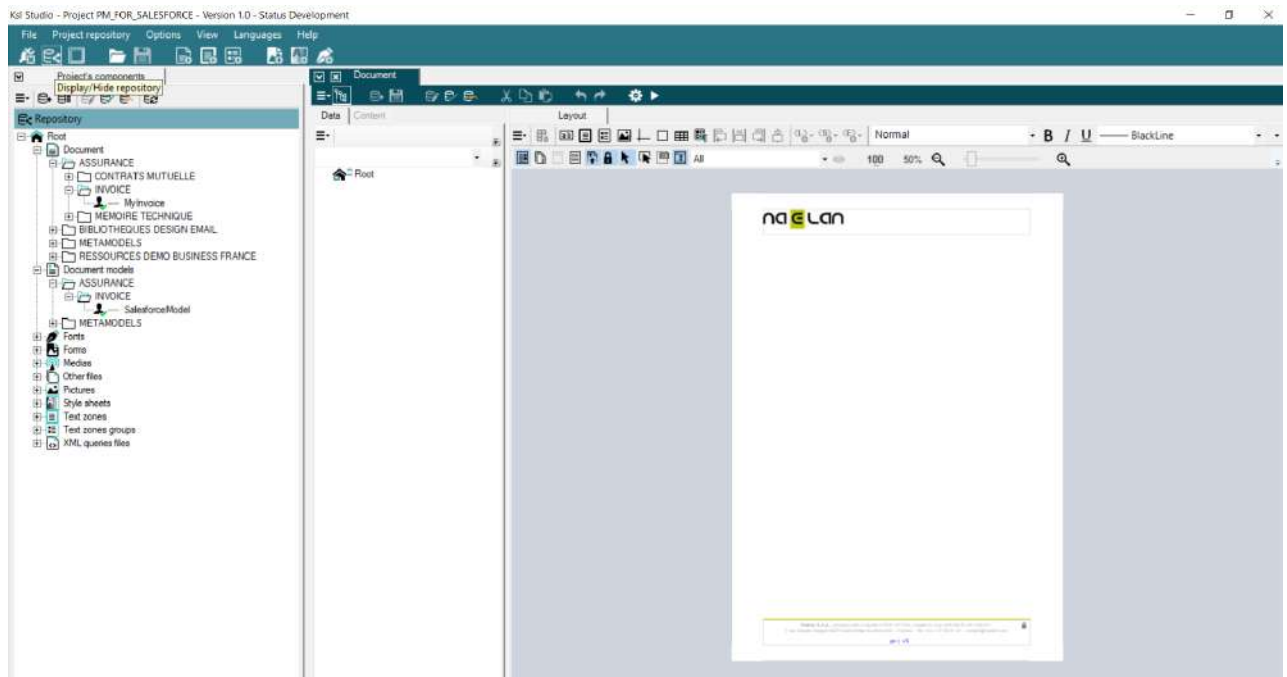 Ksl Studio - Project PM_FOR_SALESFORCE - Version 1.0 - Status Development
File Project repository Options View Languages Help
Project's components
Display/Hide repository
Repository
Root
Document
ASSURANCE
CONTRATS MUTUELLE
INVOICE
MyInvoice
MEMOIRE TECHNIQUE
BIBLIOTHEQUES DESIGN EMAIL
METAMODELS
RESSOURCES DEMO BUSINESS FRANCE
Document models
ASSURANCE
INVOICE
SalesforceModel
METAMODELS
Fonts
Forms
Medias
Other files
Pictures
Style sheets
Text zones
Text zones groups
XML queries files
Document
Data Content
Root
Layout
Normal B I U BlackLine
All 100 50%
naelan